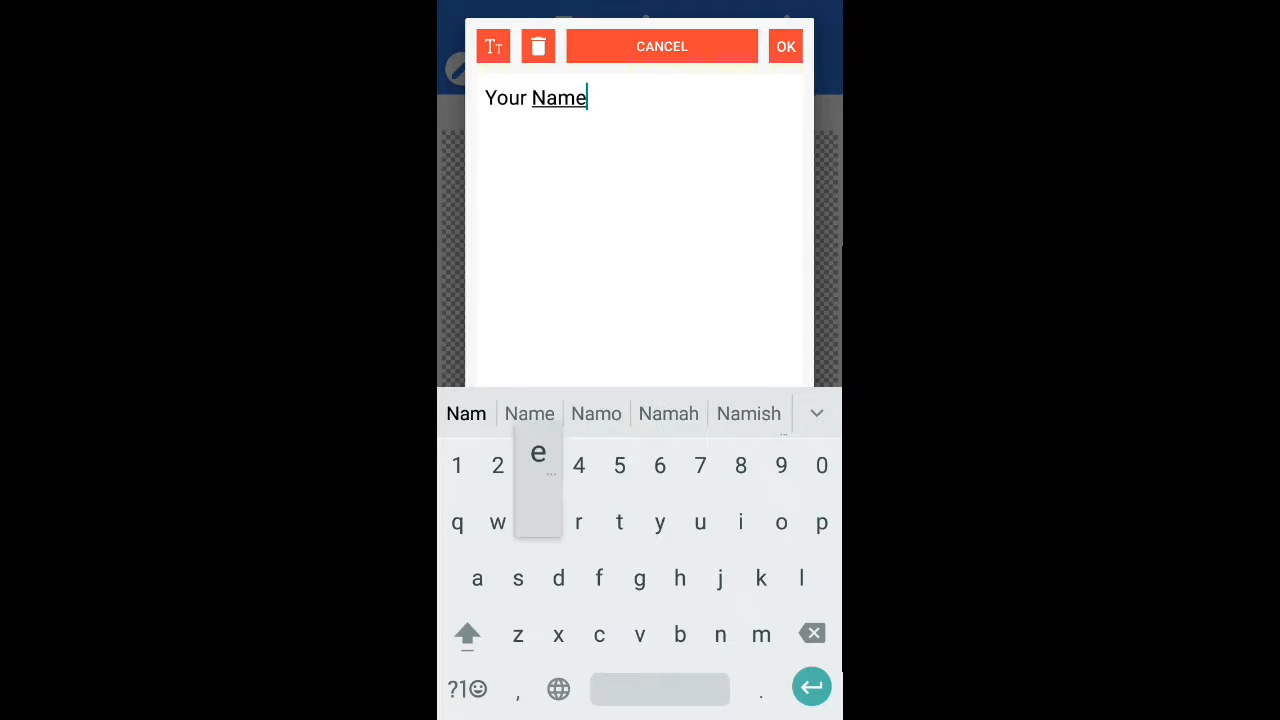 Tт CANCEL OK
Your Name
Nam Name Namo Namah Namish
1 2 e 4 5 6 7 8 9 0
q w r t y u i o p
a s d f g h j k l
z x c v b n m
?1☺ , .